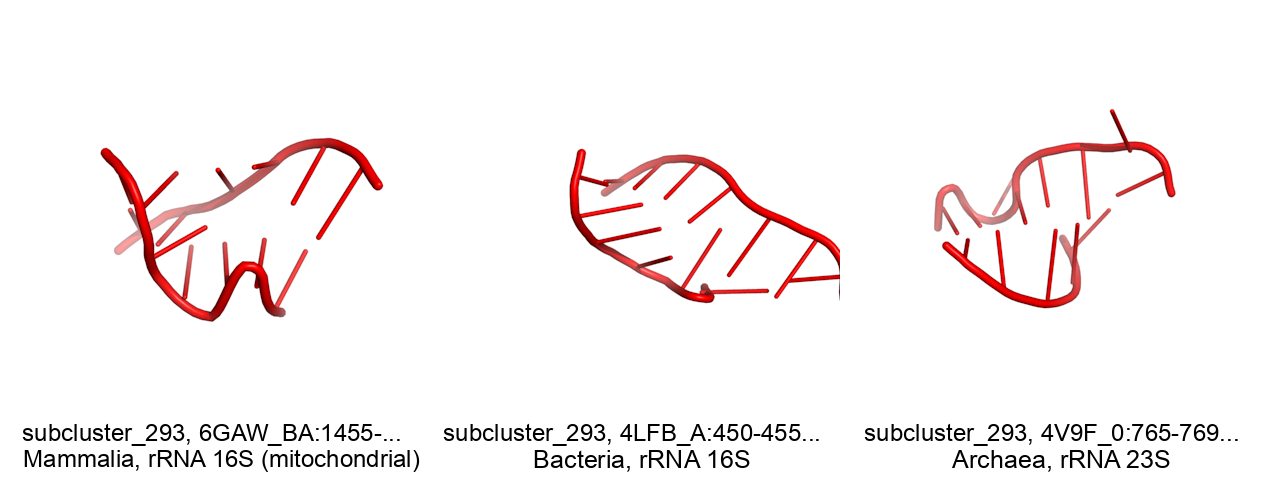 subcluster_293, 6GAW_BA:1455-...
Mammalia, rRNA 16S (mitochondrial)
subcluster_293, 4LFB_A:450-455...
Bacteria, rRNA 16S
subcluster_293, 4V9F_0:765-769...
Archaea, rRNA 23S